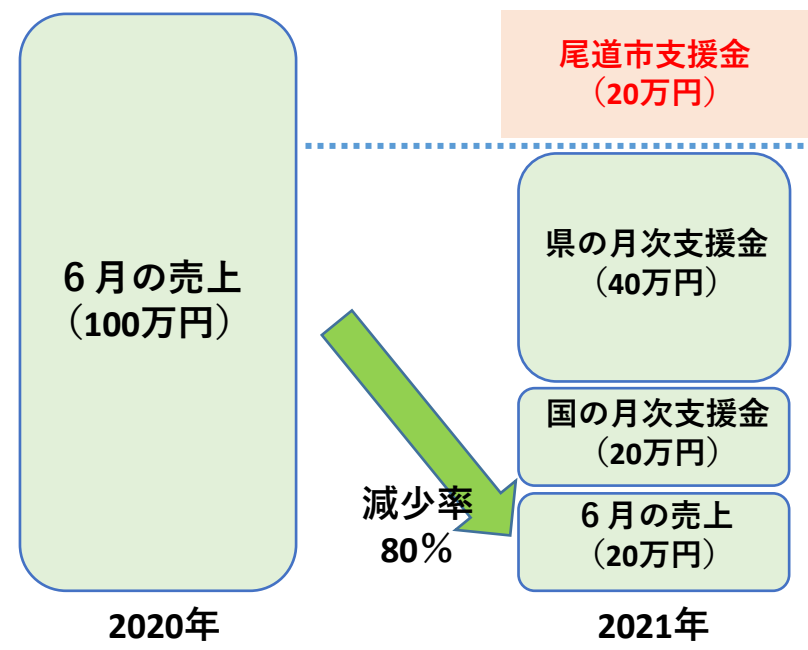 尾道市支援金
（20万円）
６月の売上
（100万円）
県の月次支援金
（40万円）
国の月次支援金
（20万円）
減少率
80％
６月の売上
（20万円）
2020年
2021年